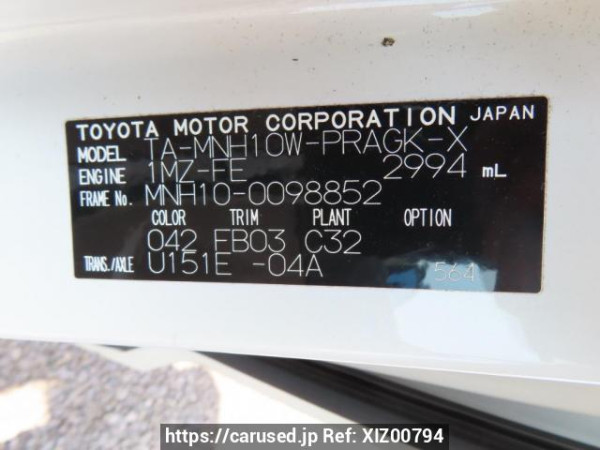 TOYOTA MOTOR CORPORATION JAPAN
MODEL TA-MNH10W-PRAGK-X
ENGINE 1MZ-FE 2994 mL
FRAME No. MNH10-0098852
COLOR TRIM PLANT OPTION
042 FB03 C32
TRANS./AXLE U151E -04A 564
https://carused.jp Ref: XIZ00794